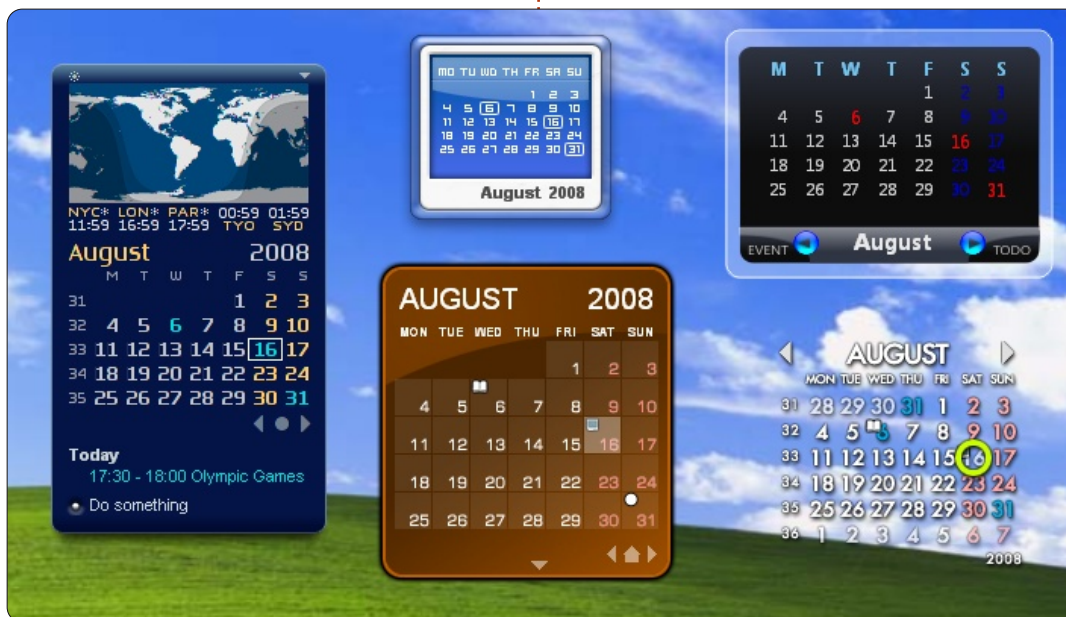 NYC* LON* PAR* 00:59 01:59
11:59 16:59 17:59 TYO SYD
August 2008
M T W T F S S
31 1 2 3
32 4 5 6 7 8 9 10
33 11 12 13 14 15 16 17
34 18 19 20 21 22 23 24
35 25 26 27 28 29 30 31
Today
17:30 - 18:00 Olympic Games
Do something
MO TU WD TH FR SA SU
1 2 3
4 5 6 7 8 9 10
11 12 13 14 15 16 17
18 19 20 21 22 23 24
25 26 27 28 29 30 31
August 2008
AUGUST 2008
MON TUE WED THU FRI SAT SUN
1 2 3
4 5 6 7 8 9 10
11 12 13 14 15 16 17
18 19 20 21 22 23 24
25 26 27 28 29 30 31
M T W T F S S
1 2 3
4 5 6 7 8 9 10
11 12 13 14 15 16 17
18 19 20 21 22 23 24
25 26 27 28 29 30 31
EVENT August TODO
AUGUST
MON TUE WED THU FRI SAT SUN
31 28 29 30 31 1 2 3
32 4 5 6 7 8 9 10
33 11 12 13 14 15 16 17
34 18 19 20 21 22 23 24
35 25 26 27 28 29 30 31
36 1 2 3 4 5 6 7
2008